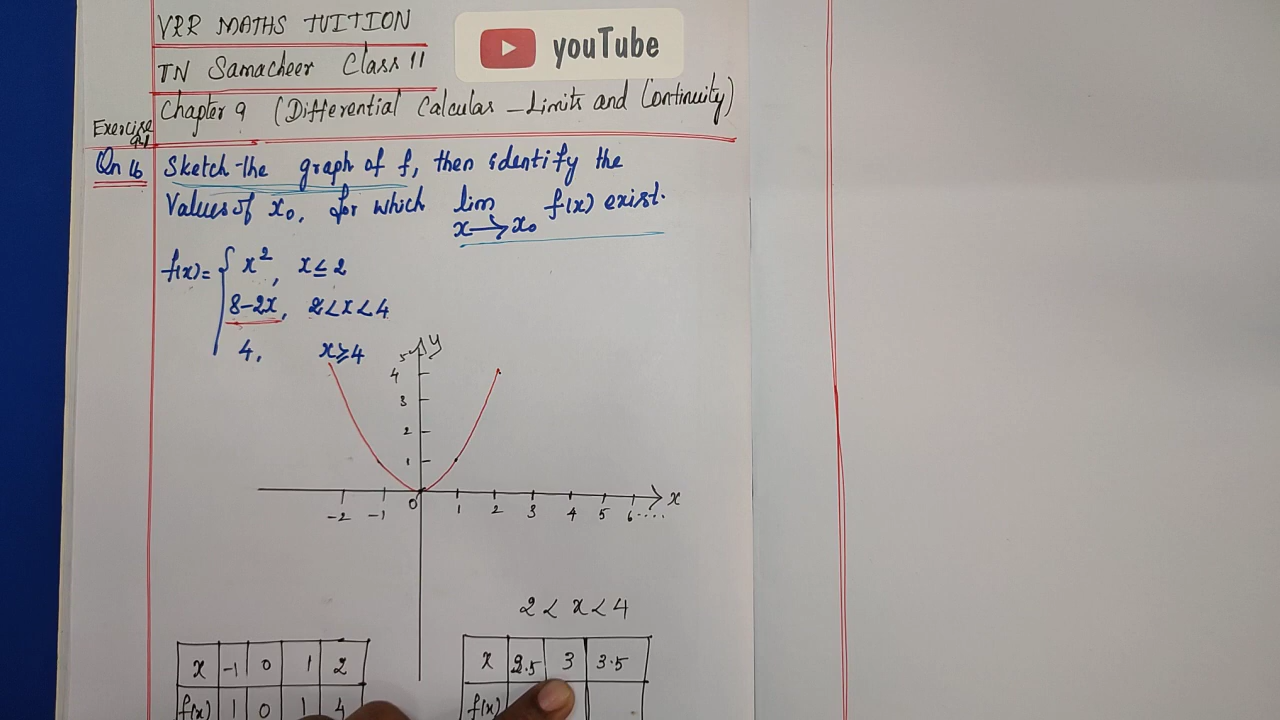 VRR MATHS TUITION
YouTube
TN Samacheer Class 11
Chapter 9 (Differential Calculas - Limits and Continuity)
Exercise 9.1
Qn 16 Sketch the graph of f, then identify the
Values of x₀, for which lim f(x) exist.
x→x₀
f(x)= { x², x≤2
8-2x, 2<x<4
4, x≥4
y
5
4
3
2
1
-2 -1 0 1 2 3 4 5 6.... x
2 < x < 4
x -1 0 1 2
f(x) 1 0 1 4
x 2.5 3 3.5
f(x)